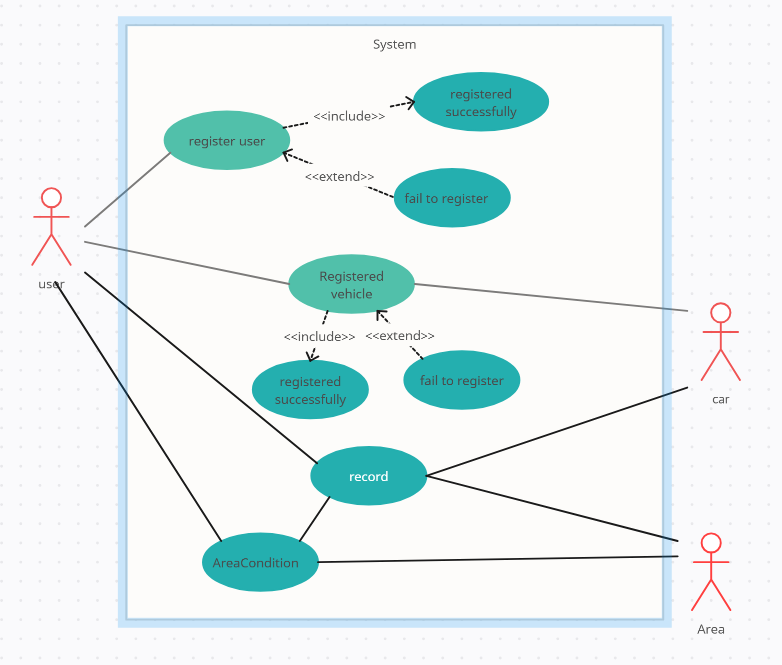 System
registered
successfully
<<include>>
register user
<<extend>>
fail to register
user
Registered
vehicle
<<include>>
<<extend>>
registered
successfully
fail to register
car
record
AreaCondition
Area